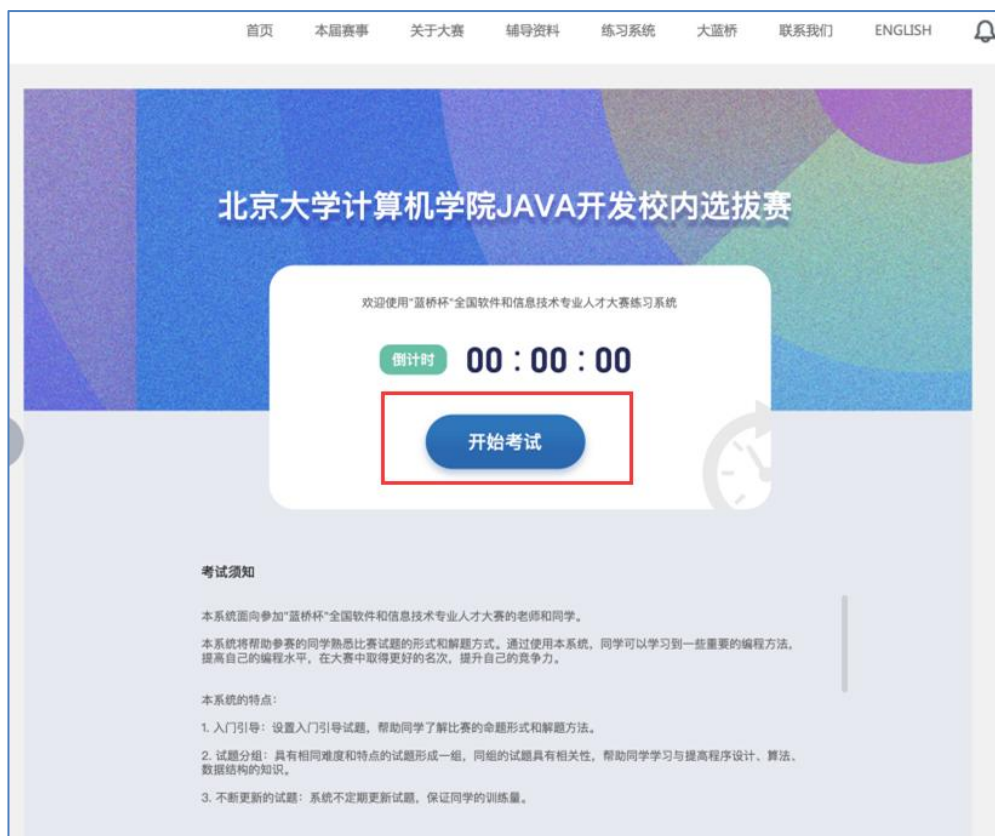 首页 本届赛事 关于大赛 辅导资料 练习系统 大蓝桥 联系我们 ENGLISH
北京大学计算机学院JAVA开发校内选拔赛
欢迎使用"蓝桥杯"全国软件和信息技术专业人才大赛练习系统
倒计时 00 : 00 : 00
开始考试
考试须知
本系统面向参加"蓝桥杯"全国软件和信息技术专业人才大赛的老师和同学。
本系统将帮助参赛的同学熟悉比赛试题的形式和解题方式。通过使用本系统，同学可以学习到一些重要的编程方法，
提高自己的编程水平，在大赛中取得更好的名次，提升自己的竞争力。
本系统的特点：
1. 入门引导：设置入门引导试题，帮助同学了解比赛的命题形式和解题方法。
2. 试题分组：具有相同难度和特点的试题形成一组，同组的试题具有相关性，帮助同学学习与提高程序设计、算法、
数据结构的知识。
3. 不断更新的试题：系统不定期更新试题，保证同学的训练量。